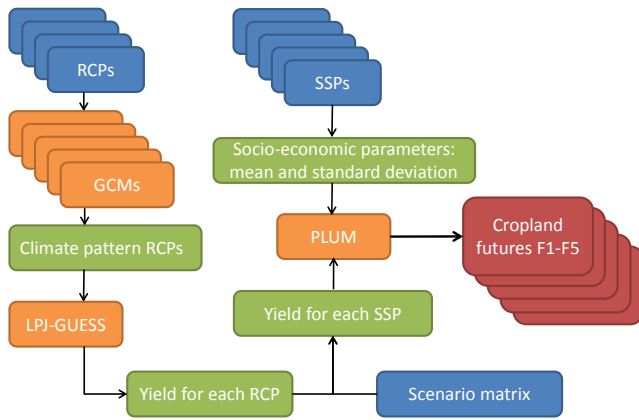 RCPs
SSPs
GCMs
Socio-economic parameters:
mean and standard deviation
Climate pattern RCPs
PLUM
Cropland
futures F1-F5
LPJ-GUESS
Yield for each SSP
Yield for each RCP
Scenario matrix